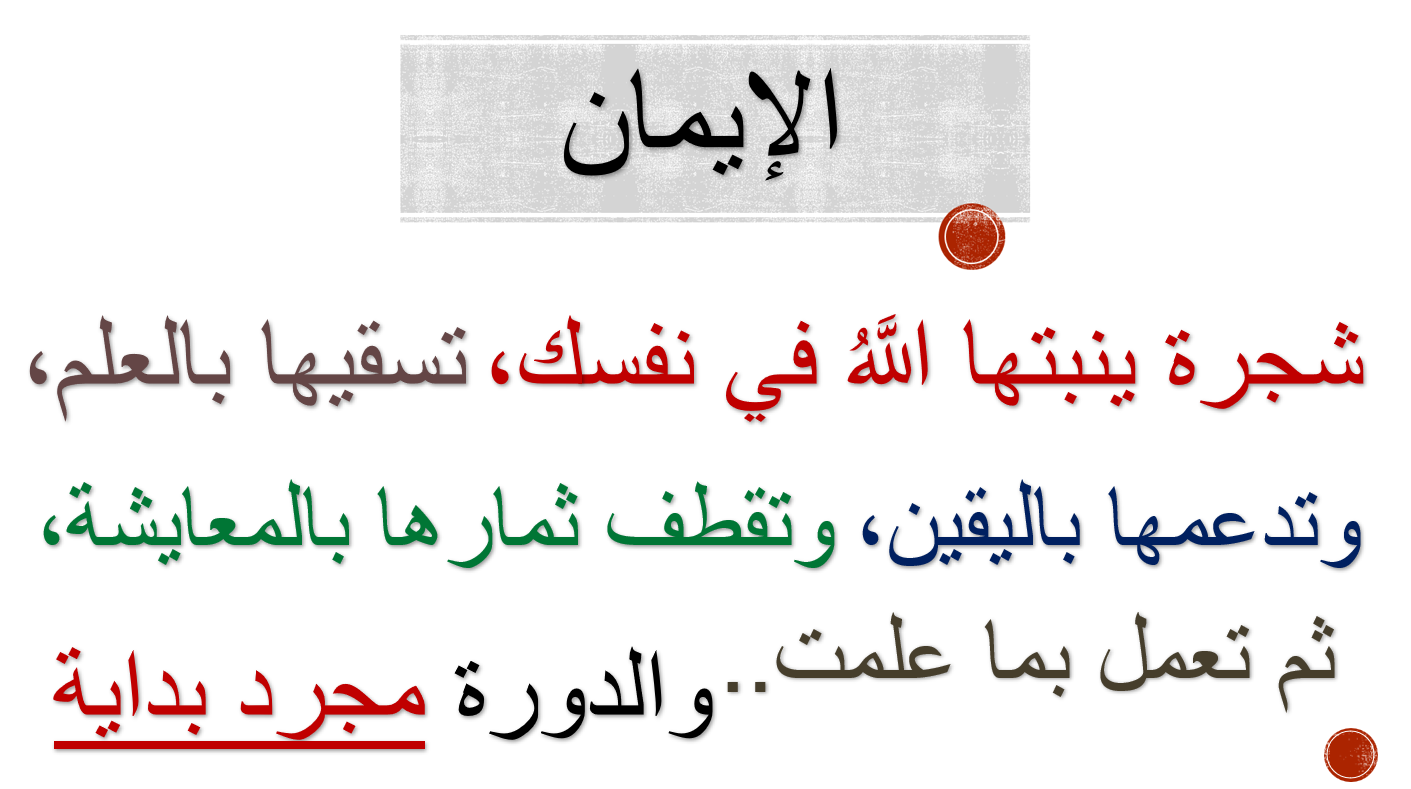 الإيمان
شجرة ينبتها اللهُ في نفسك، تسقيها بالعلم،
وتدعمها باليقين، وتقطف ثمارها بالمعايشة،
ثم تعمل بما علمت.. والدورة مجرد بداية